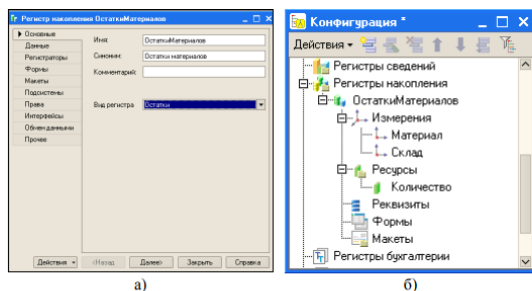 Регистр накопления ОстаткиМатериалов
Основные
Данные
Регистраторы
Формы
Макеты
Подсистемы
Права
Интерфейсы
Обмен данными
Прочее
Имя: ОстаткиМатериалов
Синоним: Остатки материалов
Комментарий:
Вид регистра Остатки
Действия <Назад Далее> Закрыть Справка
а)
Конфигурация *
Действия
Регистры сведений
Регистры накопления
ОстаткиМатериалов
Измерения
Материал
Склад
Ресурсы
Количество
Реквизиты
Формы
Макеты
Регистры бухгалтерии
б)